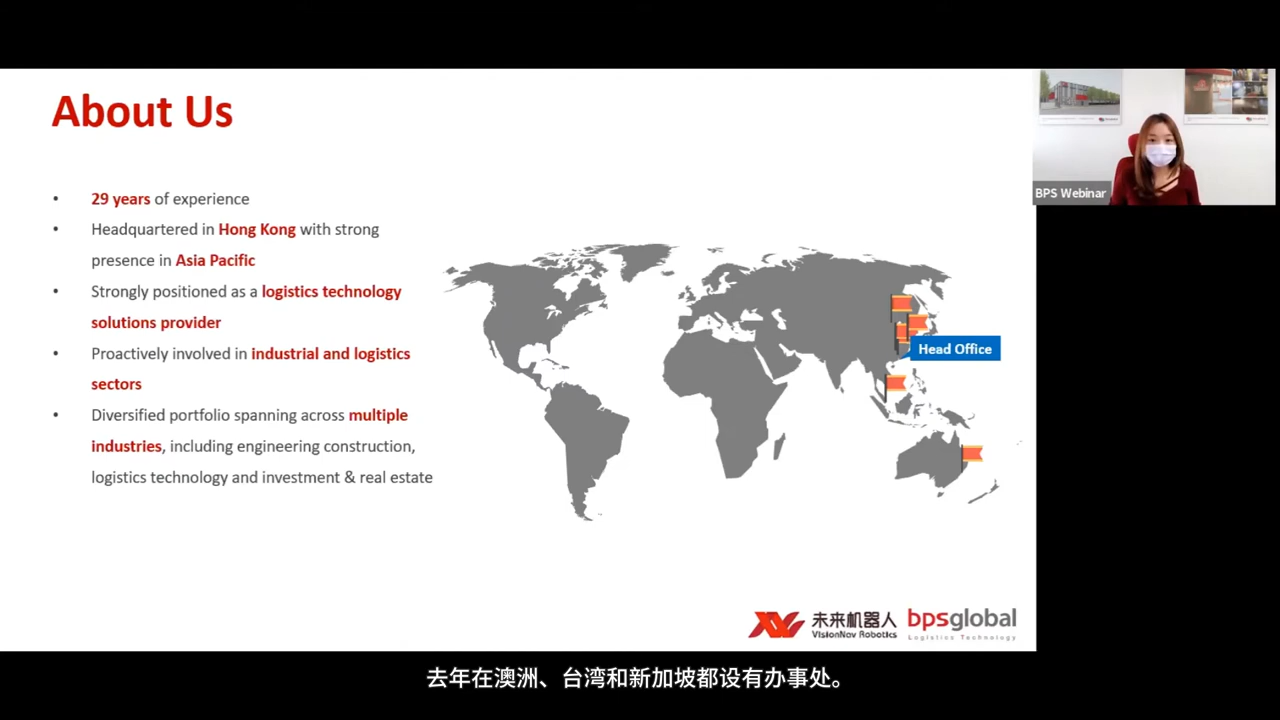 About Us
• 29 years of experience
• Headquartered in Hong Kong with strong
presence in Asia Pacific
• Strongly positioned as a logistics technology
solutions provider
• Proactively involved in industrial and logistics
sectors
• Diversified portfolio spanning across multiple
industries, including engineering construction,
logistics technology and investment & real estate
Head Office
BPS Webinar
未来机器人
VisionNav Robotics
bpsglobal
Logistics Technology
去年在澳洲、台湾和新加坡都设有办事处。